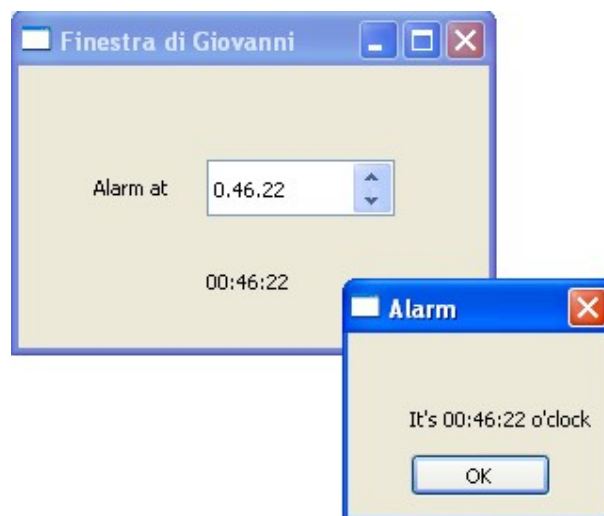 Finestra di Giovanni
Alarm at 0.46.22
00:46:22
Alarm
It's 00:46:22 o'clock
OK